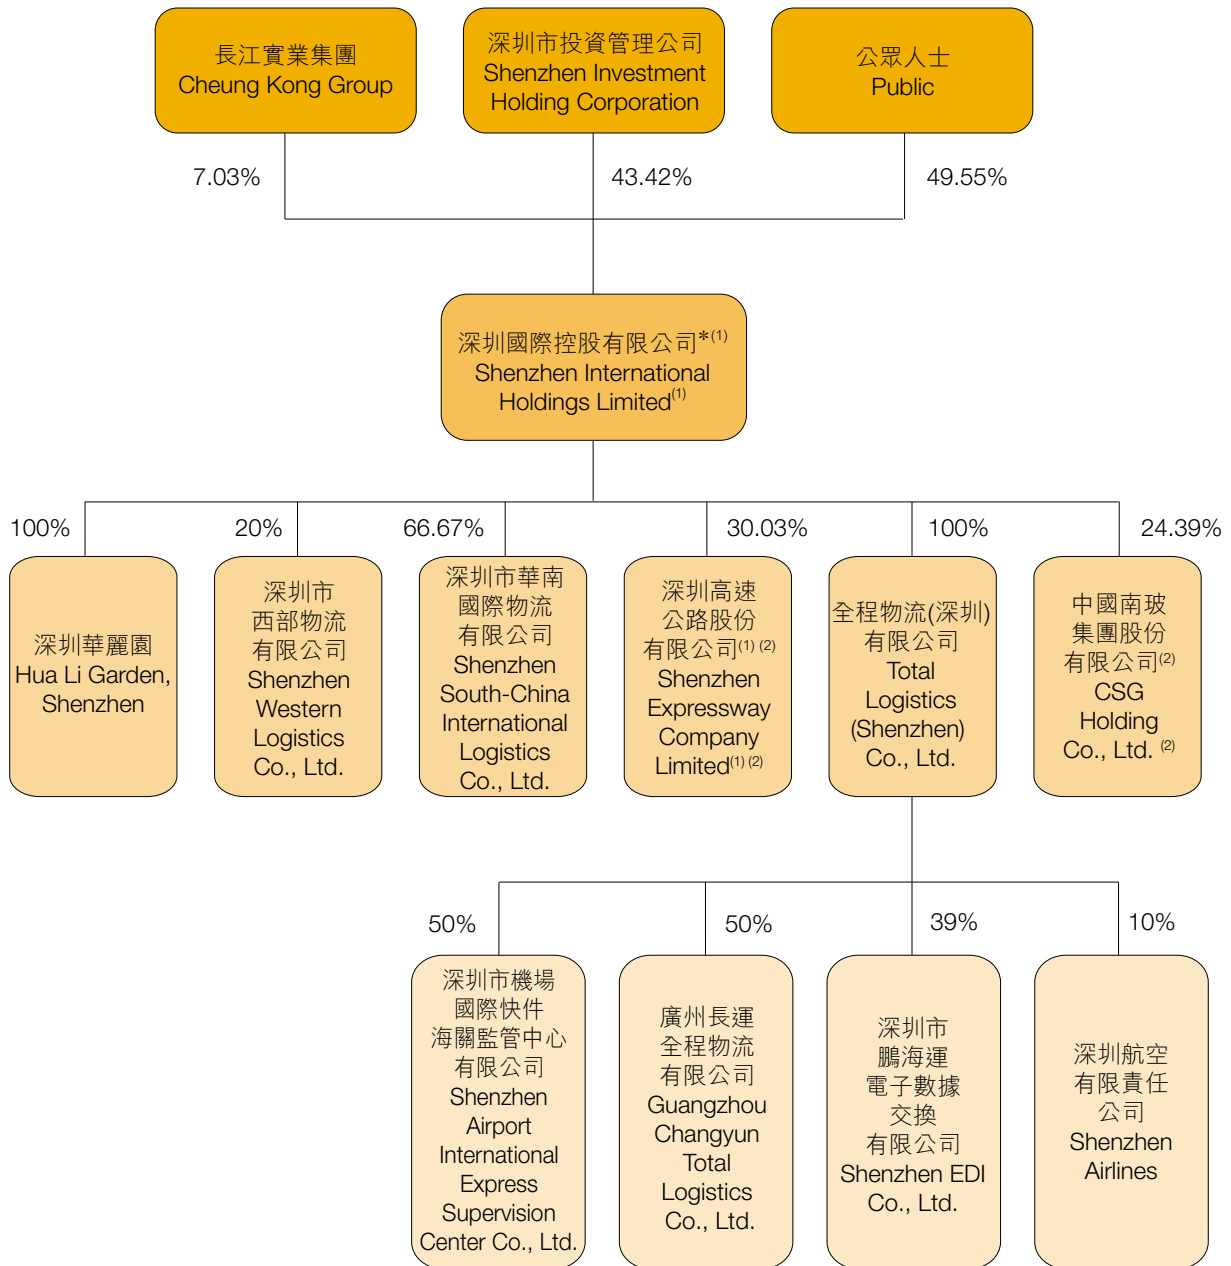 長江實業集團
Cheung Kong Group
深圳市投資管理公司
Shenzhen Investment
Holding Corporation
公眾人士
Public
7.03%
43.42%
49.55%
深圳國際控股有限公司*(1)
Shenzhen International
Holdings Limited(1)
100%
20%
66.67%
30.03%
100%
24.39%
深圳華麗園
Hua Li Garden,
Shenzhen
深圳市
西部物流
有限公司
Shenzhen
Western
Logistics
Co., Ltd.
深圳市華南
國際物流
有限公司
Shenzhen
South-China
International
Logistics
Co., Ltd.
深圳高速
公路股份
有限公司(1) (2)
Shenzhen
Expressway
Company
Limited(1) (2)
全程物流(深圳)
有限公司
Total
Logistics
(Shenzhen)
Co., Ltd.
中國南玻
集團股份
有限公司(2)
CSG
Holding
Co., Ltd. (2)
50%
50%
39%
10%
深圳市機場
國際快件
海關監管中心
有限公司
Shenzhen
Airport
International
Express
Supervision
Center Co., Ltd.
廣州長運
全程物流
有限公司
Guangzhou
Changyun
Total
Logistics
Co., Ltd.
深圳市
鵬海運
電子數據
交換
有限公司
Shenzhen EDI
Co., Ltd.
深圳航空
有限責任
公司
Shenzhen
Airlines